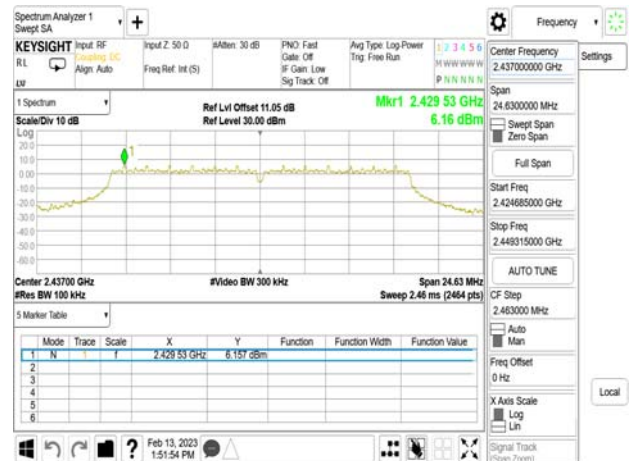 Spectrum Analyzer 1
Swept SA
Frequency
Settings
KEYSIGHT
RL
Input: RF
Coupling: DC
Align: Auto
Input Z: 50 Ω
Freq Ref: Int (S)
#Atten: 30 dB
PNO: Fast
Gate: Off
IF Gain: Low
Sig Track: Off
Avg Type: Log-Power
Trig: Free Run
1 2 3 4 5 6
M W W W W W
P N N N N N
1 Spectrum
Scale/Div 10 dB
Ref Lvl Offset 11.05 dB
Ref Level 30.00 dBm
Mkr1 2.429 53 GHz
6.16 dBm
Log
20.0
10.0
0.00
-10.0
-20.0
-30.0
-40.0
-50.0
-60.0
1
Center 2.43700 GHz
#Res BW 100 kHz
#Video BW 300 kHz
Span 24.63 MHz
Sweep 2.46 ms (2464 pts)
5 Marker Table
Mode Trace Scale X Y Function Function Width Function Value
1 N 1 f 2.429 53 GHz 6.157 dBm
2
3
4
5
6
Feb 13, 2023
1:51:54 PM
Center Frequency
2.437000000 GHz
Span
24.6300000 MHz
Swept Span
Zero Span
Full Span
Start Freq
2.424685000 GHz
Stop Freq
2.449315000 GHz
AUTO TUNE
CF Step
2.463000 MHz
Auto
Man
Freq Offset
0 Hz
X Axis Scale
Log
Lin
Signal Track
(Span Zoom)
Local